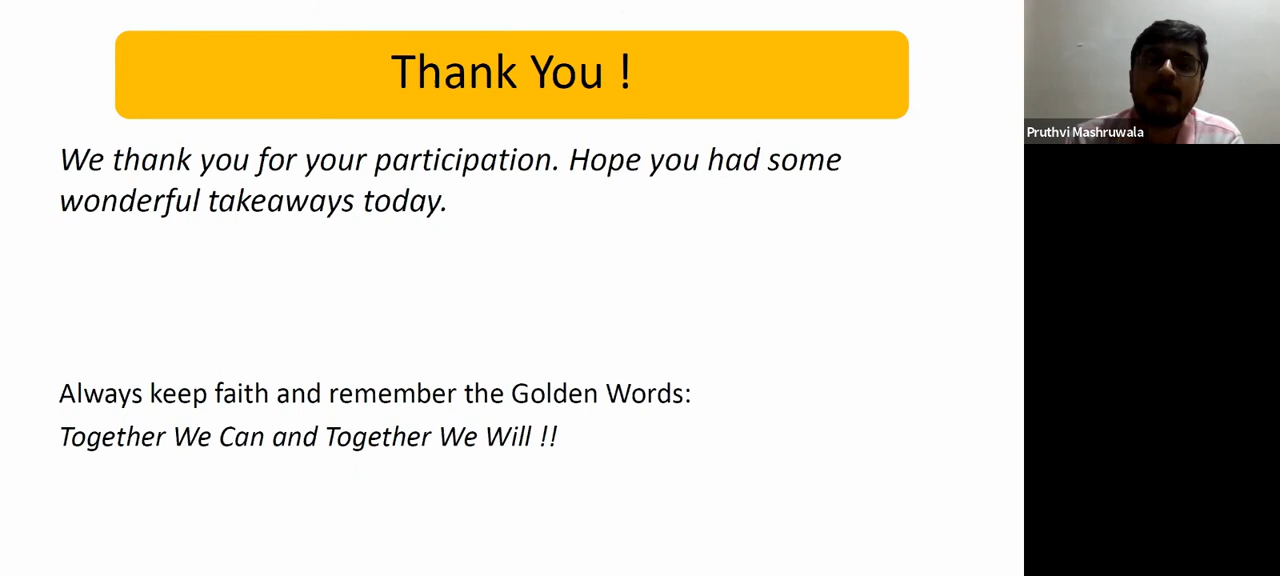 Thank You !
We thank you for your participation. Hope you had some
wonderful takeaways today.
Always keep faith and remember the Golden Words:
Together We Can and Together We Will !!
Pruthvi Mashruwala